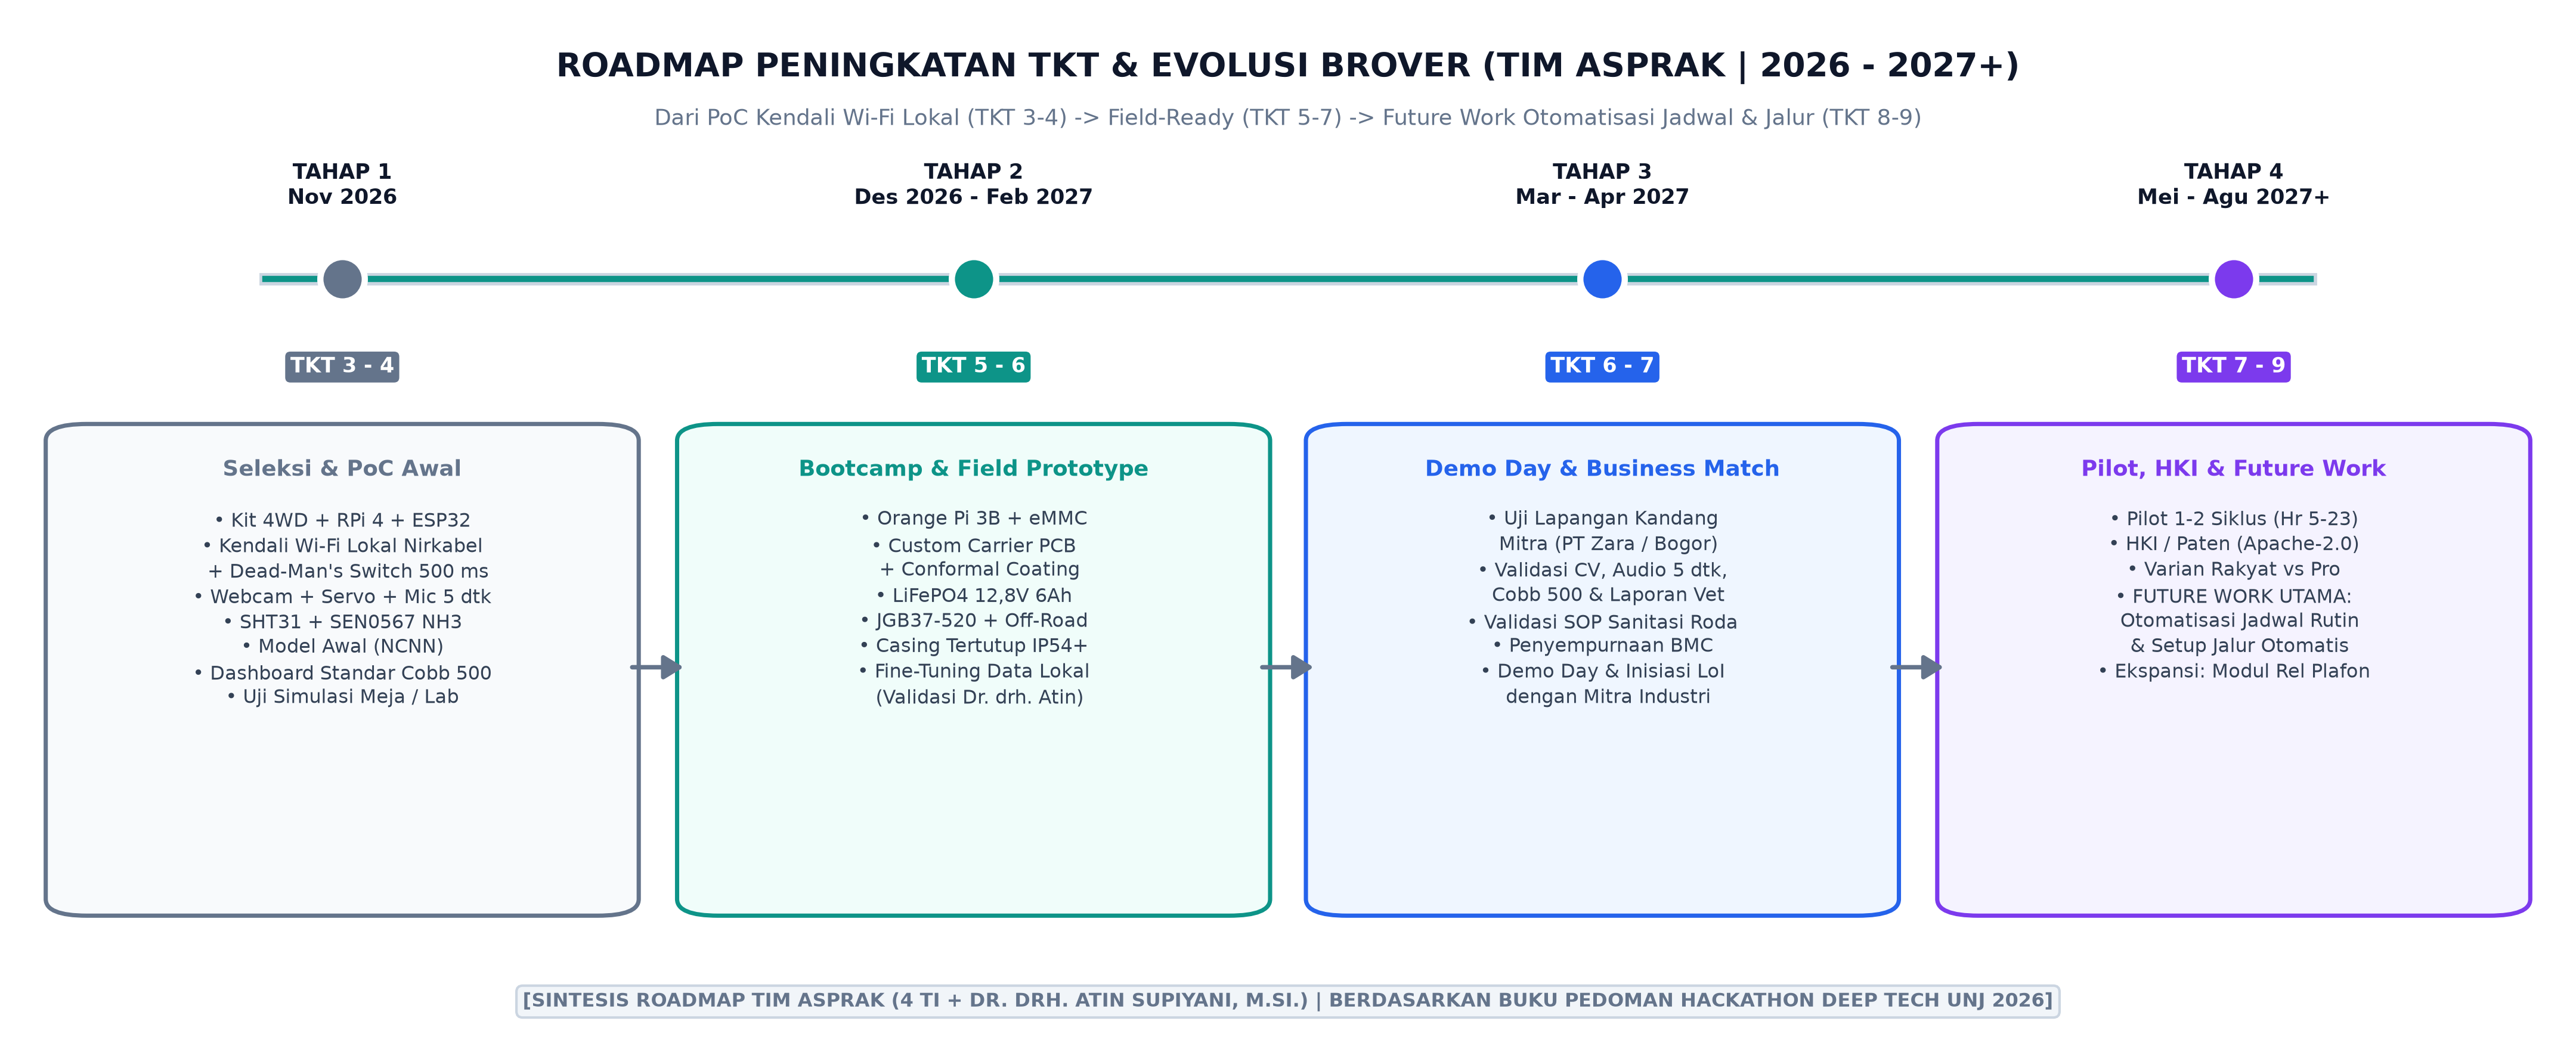 ROADMAP PENINGKATAN TKT & EVOLUSI BROVER (TIM ASPRAK | 2026 - 2027+)
Dari PoC Kendali Wi-Fi Lokal (TKT 3-4) -> Field-Ready (TKT 5-7) -> Future Work Otomatisasi Jadwal & Jalur (TKT 8-9)
TAHAP 1
Nov 2026
TKT 3 - 4
Seleksi & PoC Awal
• Kit 4WD + RPi 4 + ESP32
• Kendali Wi-Fi Lokal Nirkabel
+ Dead-Man's Switch 500 ms
• Webcam + Servo + Mic 5 dtk
• SHT31 + SEN0567 NH3
• Model Awal (NCNN)
• Dashboard Standar Cobb 500
• Uji Simulasi Meja / Lab
TAHAP 2
Des 2026 - Feb 2027
TKT 5 - 6
Bootcamp & Field Prototype
• Orange Pi 3B + eMMC
• Custom Carrier PCB
+ Conformal Coating
• LiFePO4 12,8V 6Ah
• JGB37-520 + Off-Road
• Casing Tertutup IP54+
• Fine-Tuning Data Lokal
(Validasi Dr. drh. Atin)
TAHAP 3
Mar - Apr 2027
TKT 6 - 7
Demo Day & Business Match
• Uji Lapangan Kandang
Mitra (PT Zara / Bogor)
• Validasi CV, Audio 5 dtk,
Cobb 500 & Laporan Vet
• Validasi SOP Sanitasi Roda
• Penyempurnaan BMC
• Demo Day & Inisiasi LoI
dengan Mitra Industri
TAHAP 4
Mei - Agu 2027+
TKT 7 - 9
Pilot, HKI & Future Work
• Pilot 1-2 Siklus (Hr 5-23)
• HKI / Paten (Apache-2.0)
• Varian Rakyat vs Pro
• FUTURE WORK UTAMA:
Otomatisasi Jadwal Rutin
& Setup Jalur Otomatis
• Ekspansi: Modul Rel Plafon
[SINTESIS ROADMAP TIM ASPRAK (4 TI + DR. DRH. ATIN SUPIYANI, M.SI.) | BERDASARKAN BUKU PEDOMAN HACKATHON DEEP TECH UNJ 2026]